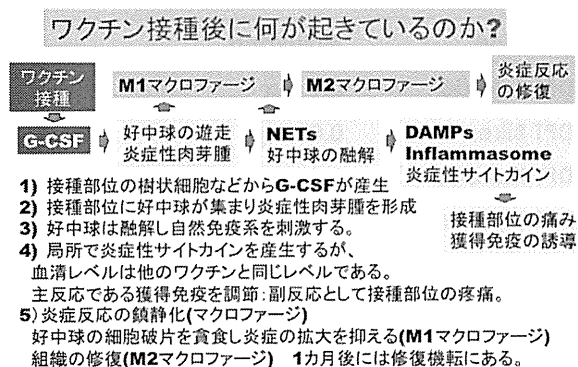 ワクチン接種後に何が起きているのか?
ワクチン
接種
M1マクロファージ
M2マクロファージ
炎症反応
の修復
G-CSF
好中球の遊走
炎症性肉芽腫
NETs
好中球の融解
DAMPs
Inflammasome
炎症性サイトカイン
接種部位の痛み
獲得免疫の誘導
1) 接種部位の樹状細胞などからG-CSFが産生
2) 接種部位に好中球が集まり炎症性肉芽腫を形成
3) 好中球は融解し自然免疫系を刺激する。
4) 局所で炎症性サイトカインを産生するが、
血清レベルは他のワクチンと同じレベルである。
主反応である獲得免疫を調節:副反応として接種部位の疼痛。
5)炎症反応の鎮静化(マクロファージ)
好中球の細胞破片を貪食し炎症の拡大を抑える(M1マクロファージ)
組織の修復(M2マクロファージ) 1カ月後には修復機転にある。